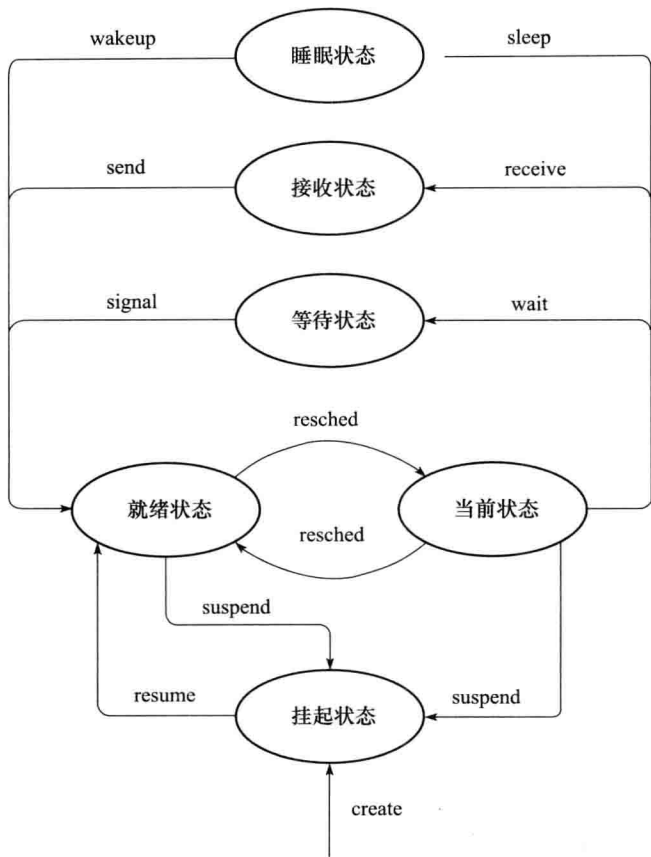 wakeup
睡眠状态
sleep
send
接收状态
receive
signal
等待状态
wait
resched
就绪状态
当前状态
resched
suspend
resume
挂起状态
suspend
create